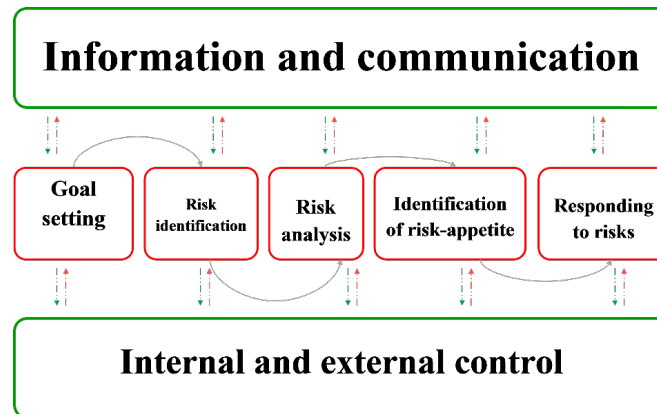 Information and communication
Goal
setting
Risk
identification
Risk
analysis
Identification
of risk-appetite
Responding
to risks
Internal and external control